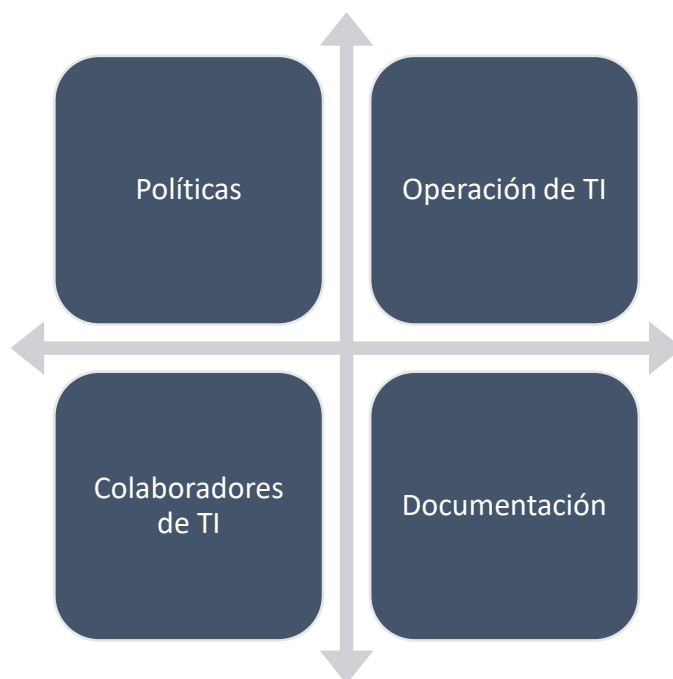 Políticas
Operación de TI
Colaboradores
de TI
Documentación